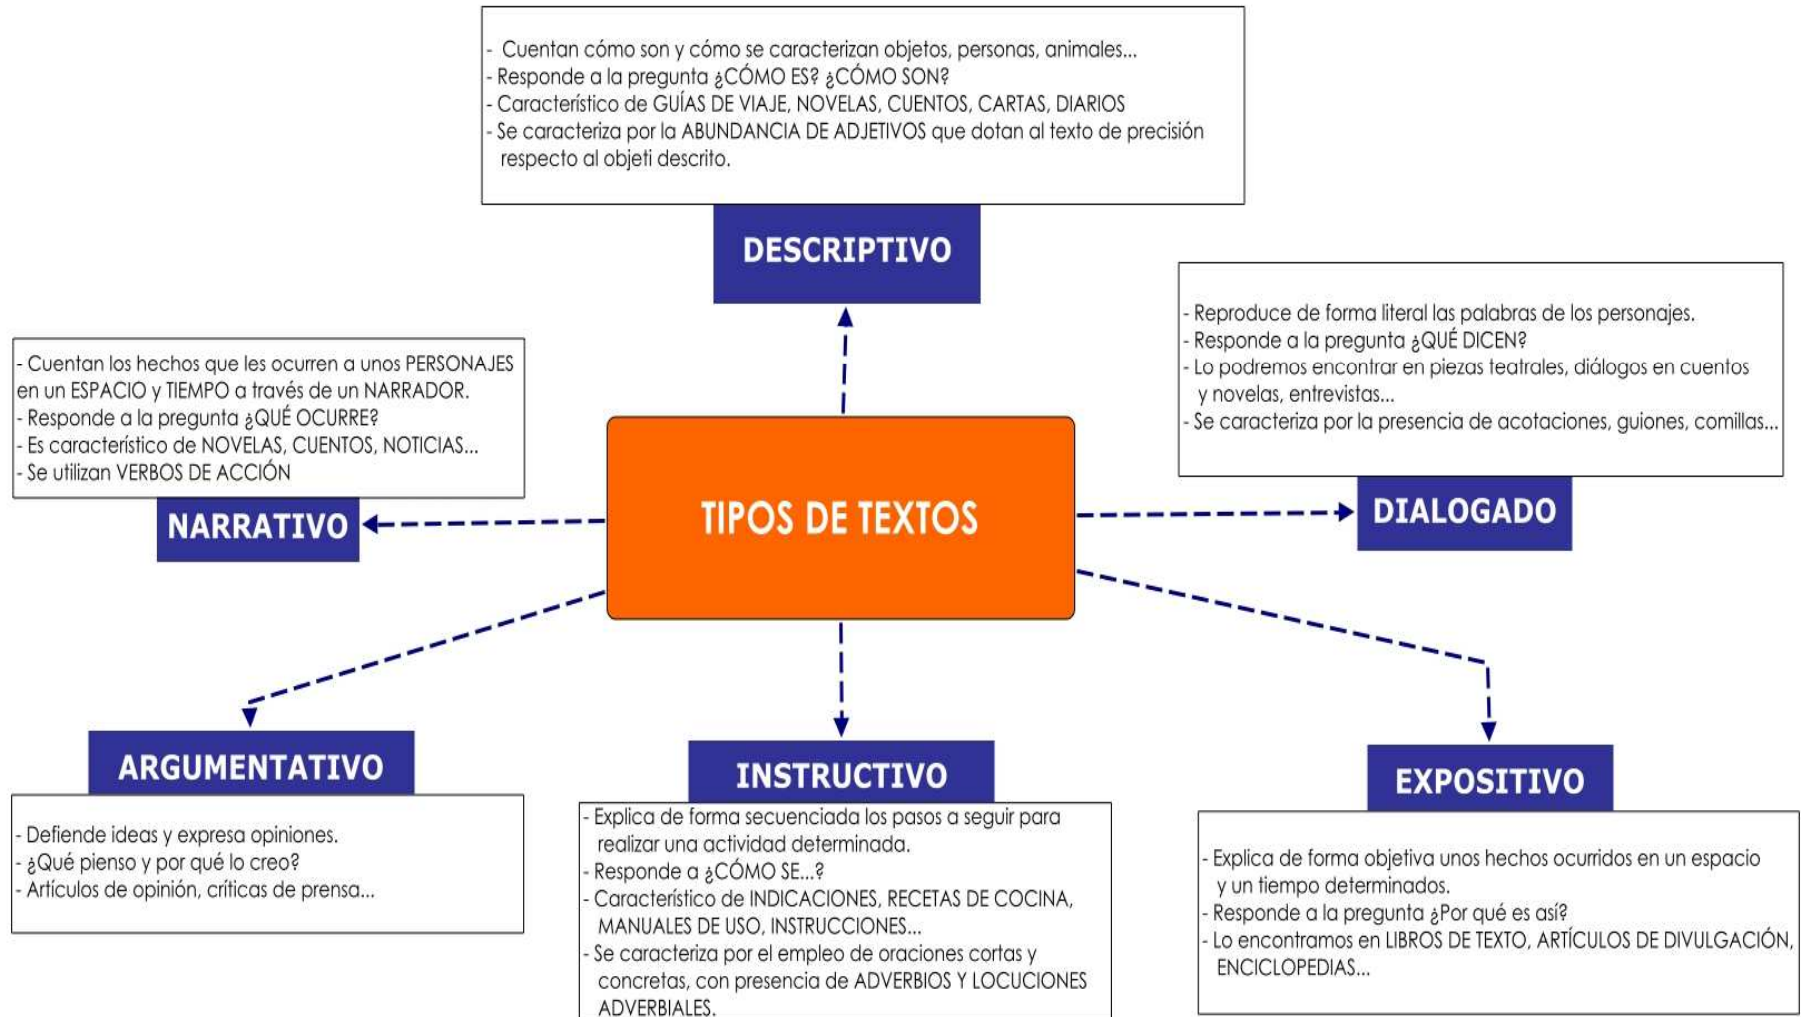 - Cuentan cómo son y cómo se caracterizan objetos, personas, animales...
- Responde a la pregunta ¿CÓMO ES? ¿CÓMO SON?
- Característico de GUÍAS DE VIAJE, NOVELAS, CUENTOS, CARTAS, DIARIOS
- Se caracteriza por la ABUNDANCIA DE ADJETIVOS que dotan al texto de precisión
respecto al objeti descrito.
DESCRIPTIVO
- Reproduce de forma literal las palabras de los personajes.
- Responde a la pregunta ¿QUÉ DICEN?
- Lo podremos encontrar en piezas teatrales, diálogos en cuentos
y novelas, entrevistas...
- Se caracteriza por la presencia de acotaciones, guiones, comillas...
DIALOGADO
- Cuentan los hechos que les ocurren a unos PERSONAJES
en un ESPACIO y TIEMPO a través de un NARRADOR.
- Responde a la pregunta ¿QUÉ OCURRE?
- Es característico de NOVELAS, CUENTOS, NOTICIAS...
- Se utilizan VERBOS DE ACCIÓN
NARRATIVO
TIPOS DE TEXTOS
ARGUMENTATIVO
- Defiende ideas y expresa opiniones.
- ¿Qué pienso y por qué lo creo?
- Artículos de opinión, críticas de prensa...
INSTRUCTIVO
- Explica de forma secuenciada los pasos a seguir para
realizar una actividad determinada.
- Responde a ¿CÓMO SE...?
- Característico de INDICACIONES, RECETAS DE COCINA,
MANUALES DE USO, INSTRUCCIONES...
- Se caracteriza por el empleo de oraciones cortas y
concretas, con presencia de ADVERBIOS Y LOCUCIONES
ADVERBIALES.
EXPOSITIVO
- Explica de forma objetiva unos hechos ocurridos en un espacio
y un tiempo determinados.
- Responde a la pregunta ¿Por qué es así?
- Lo encontramos en LIBROS DE TEXTO, ARTÍCULOS DE DIVULGACIÓN,
ENCICLOPEDIAS...